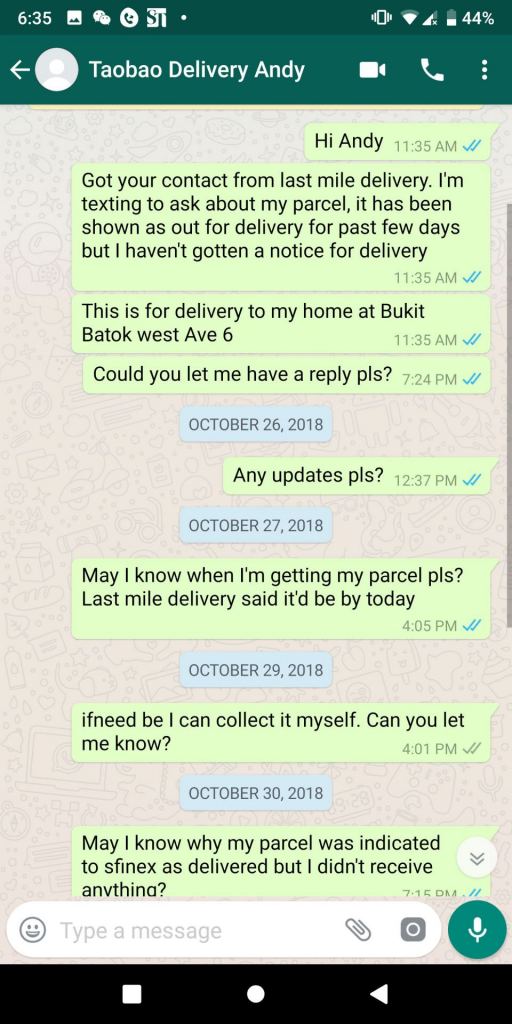 6:35
44%
Taobao Delivery Andy
Hi Andy 11:35 AM
Got your contact from last mile delivery. I'm
texting to ask about my parcel, it has been
shown as out for delivery for past few days
but I haven't gotten a notice for delivery
11:35 AM
This is for delivery to my home at Bukit
Batok west Ave 6 11:35 AM
Could you let me have a reply pls? 7:24 PM
OCTOBER 26, 2018
Any updates pls? 12:37 PM
OCTOBER 27, 2018
May I know when I'm getting my parcel pls?
Last mile delivery said it'd be by today
4:05 PM
OCTOBER 29, 2018
ifneed be I can collect it myself. Can you let
me know? 4:01 PM
OCTOBER 30, 2018
May I know why my parcel was indicated
to sfinex as delivered but I didn't receive
anything? 7:15 PM
Type a message